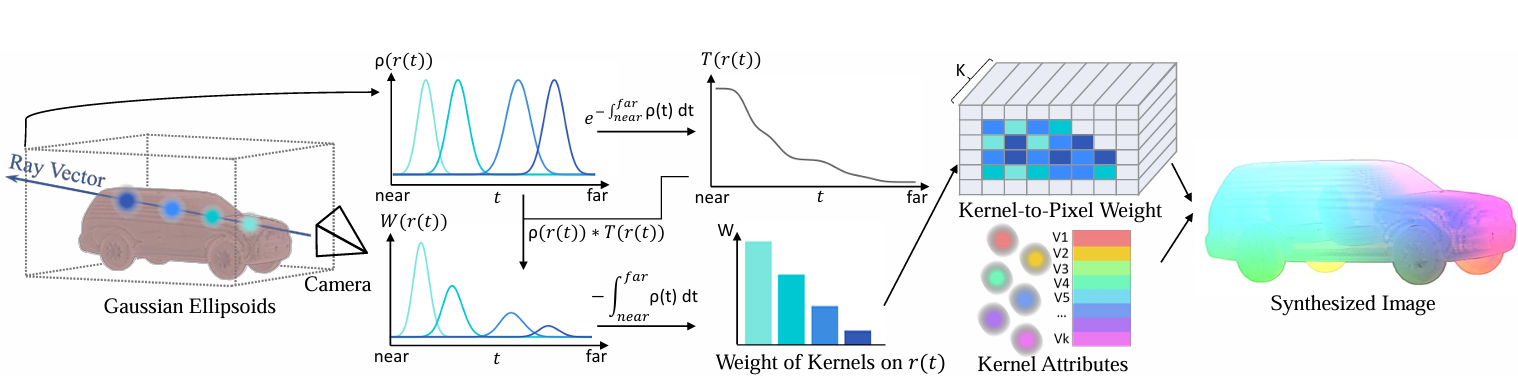 Ray Vector
Gaussian Ellipsoids
Camera
ρ(r(t))
near t far
e^{-∫_{near}^{far} ρ(t) dt}
T(r(t))
near t far
ρ(r(t)) * T(r(t))
W(r(t))
near t far
-∫_{near}^{far} ρ(t) dt
W
Weight of Kernels on r(t)
K
Kernel-to-Pixel Weight
V1
V2
V3
V4
V5
...
Vk
Kernel Attributes
Synthesized Image